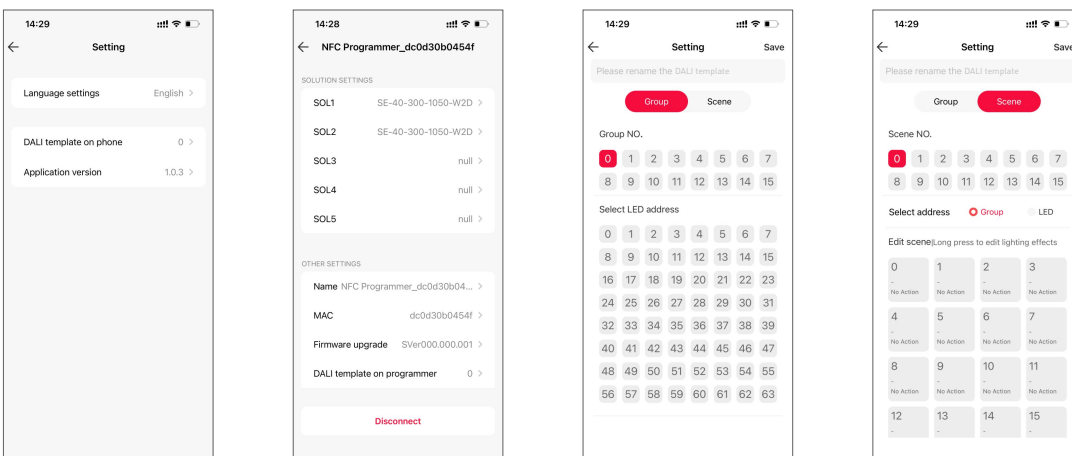 14:29
Setting
Language settings English >
DALI template on phone 0 >
Application version 1.0.3 >
14:28
NFC Programmer_dc0d30b0454f
SOLUTION SETTINGS
SOL1 SE-40-300-1050-W2D >
SOL2 SE-40-300-1050-W2D >
SOL3 null >
SOL4 null >
SOL5 null >
OTHER SETTINGS
Name NFC Programmer_dc0d30b04... >
MAC dc0d30b0454f >
Firmware upgrade SVer000.000.001 >
DALI template on programmer 0 >
Disconnect
14:29
Setting Save
Please rename the DALI template
Group Scene
Group NO.
0 1 2 3 4 5 6 7
8 9 10 11 12 13 14 15
Select LED address
0 1 2 3 4 5 6 7
8 9 10 11 12 13 14 15
16 17 18 19 20 21 22 23
24 25 26 27 28 29 30 31
32 33 34 35 36 37 38 39
40 41 42 43 44 45 46 47
48 49 50 51 52 53 54 55
56 57 58 59 60 61 62 63
14:29
Setting Save
Please rename the DALI template
Group Scene
Scene NO.
0 1 2 3 4 5 6 7
8 9 10 11 12 13 14 15
Select address Group LED
Edit scene|Long press to edit lighting effects
0 1 2 3
- - - -
No Action No Action No Action No Action
4 5 6 7
- - - -
No Action No Action No Action No Action
8 9 10 11
- - - -
No Action No Action No Action No Action
12 13 14 15
- - - -